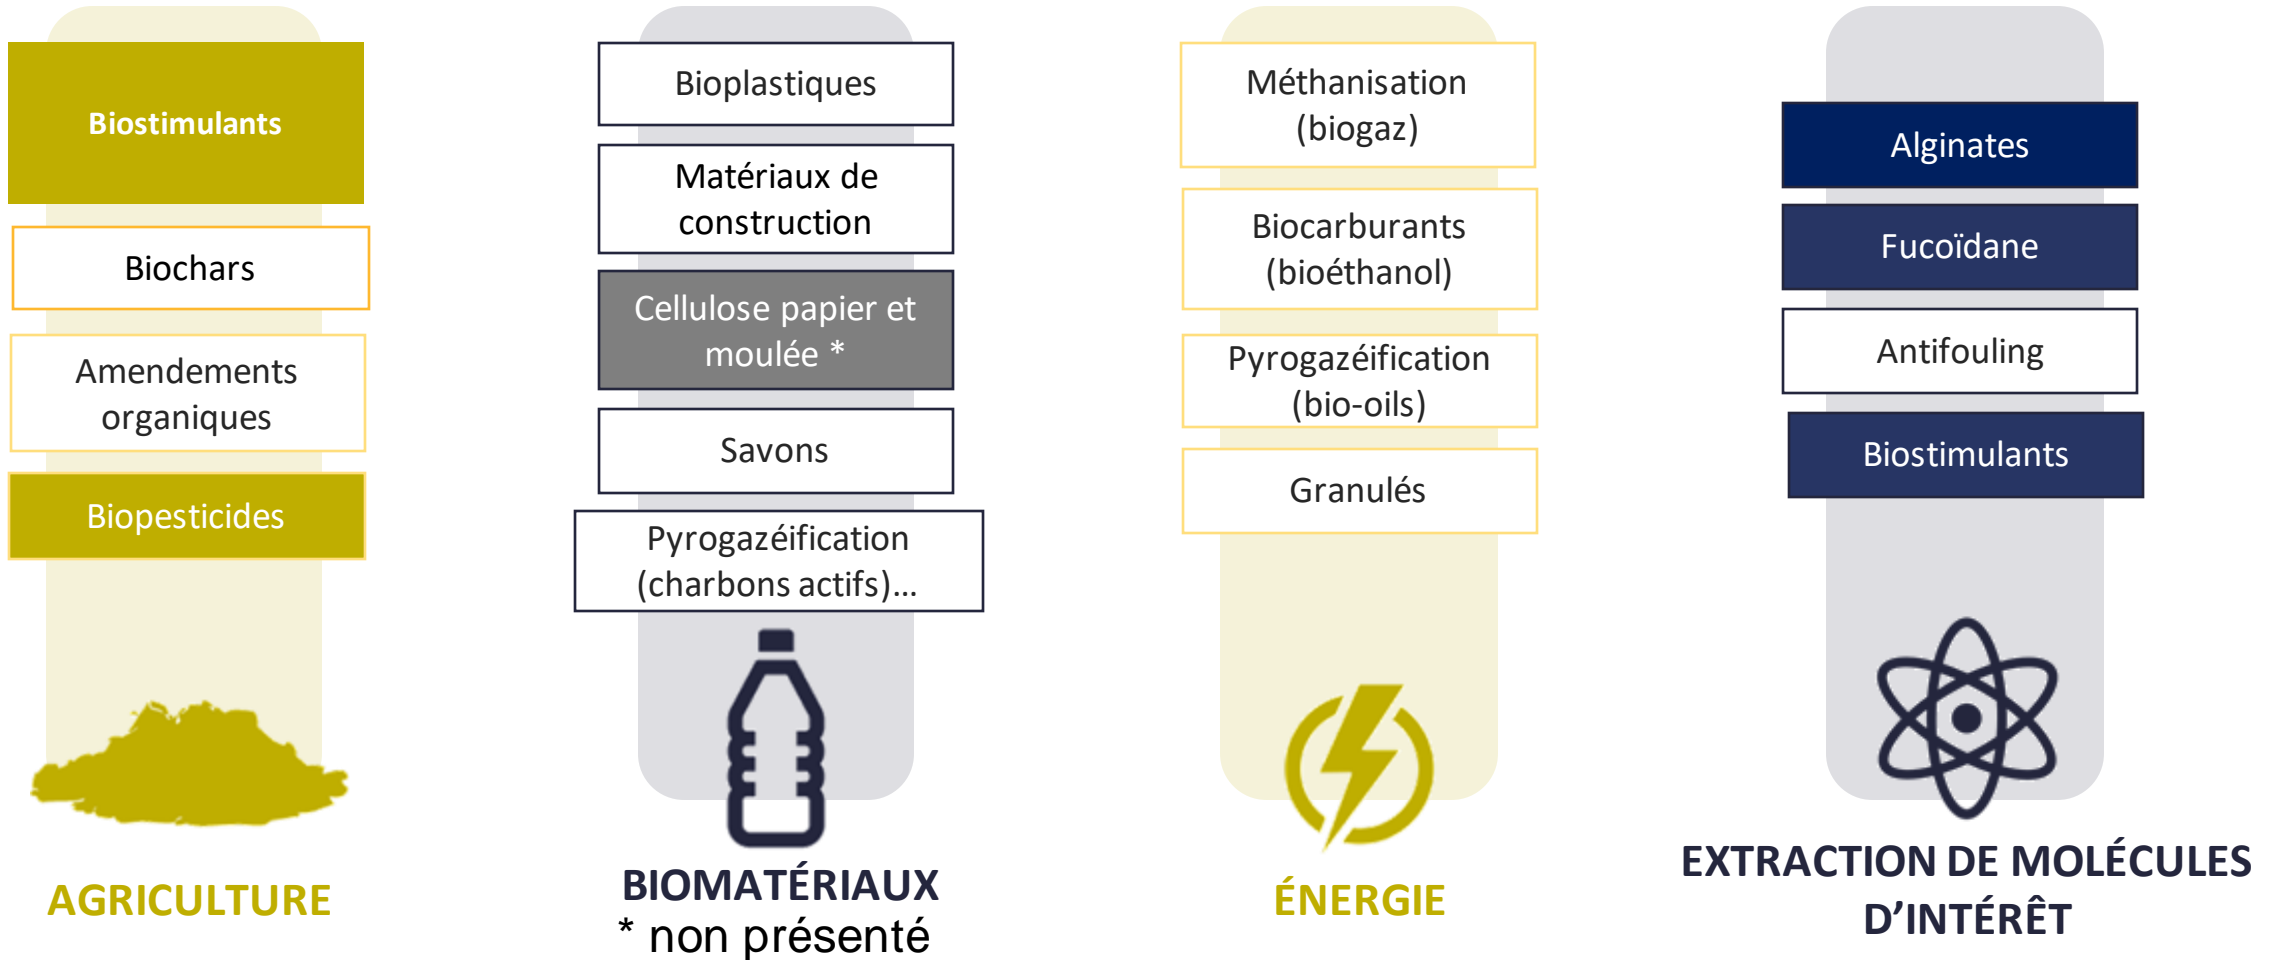 Biostimulants
Biochars
Amendements
organiques
Biopesticides
AGRICULTURE
Bioplastiques
Matériaux de
construction
Cellulose papier et
moulée *
Savons
Pyrogazéification
(charbons actifs)...
BIOMATÉRIAUX
* non présenté
Méthanisation
(biogaz)
Biocarburants
(bioéthanol)
Pyrogazéification
(bio-oils)
Granulés
ÉNERGIE
Alginates
Fucoïdane
Antifouling
Biostimulants
EXTRACTION DE MOLÉCULES
D’INTÉRÊT